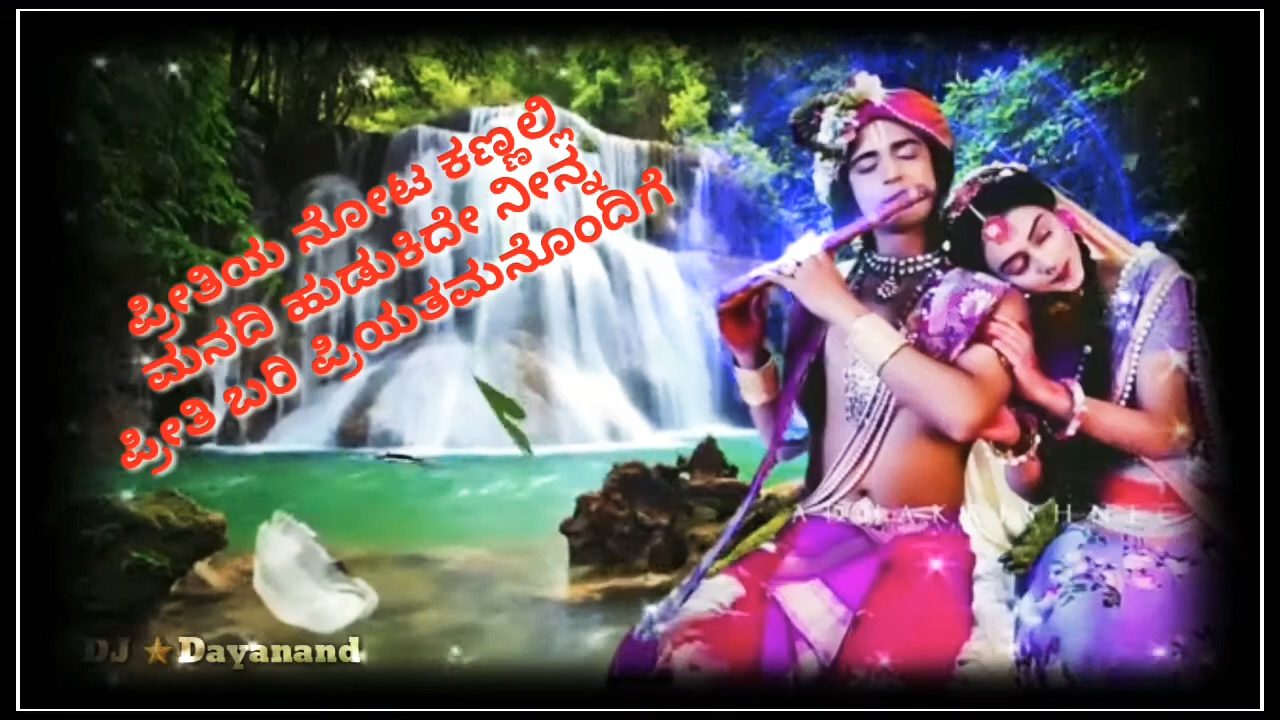 ಪ್ರೀತಿಯ ನೋಟ ಕಣ್ಣಲ್ಲಿ
ಮನದಿ ಹುಡುಕಿದೇ ನೀನ್ನ
ಪ್ರೀತಿ ಬರಿ ಪ್ರಿಯತಮನೊಂದಿಗೆ
DJ ★Dayanand